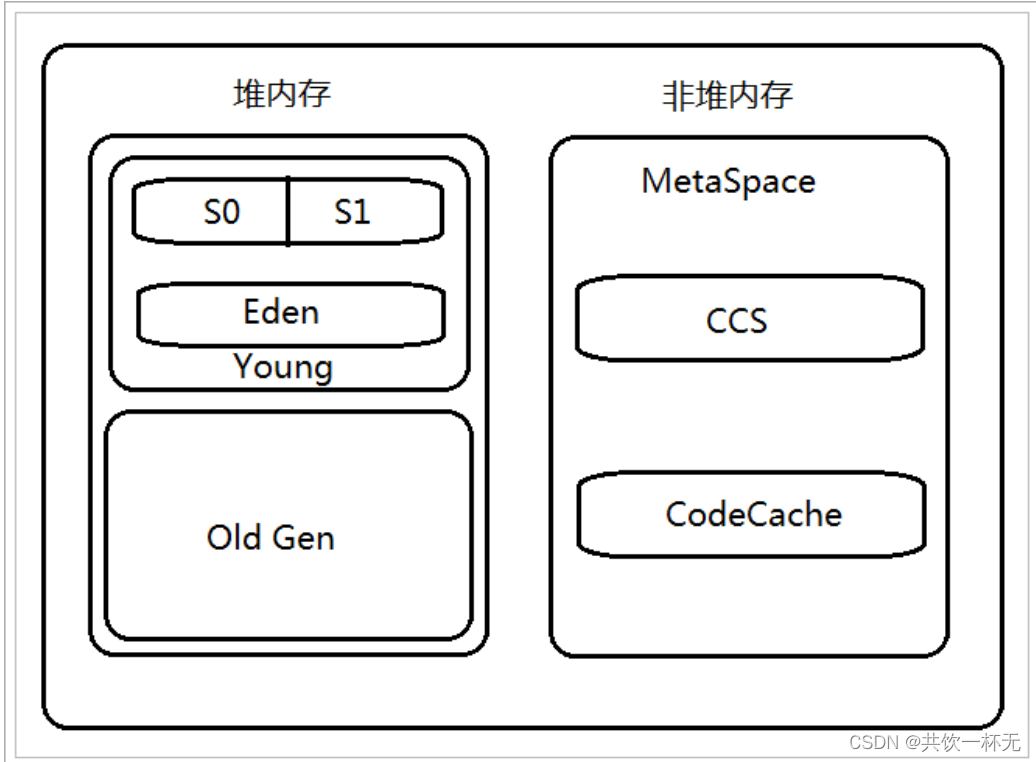 堆内存
非堆内存
S0
S1
Eden
Young
Old Gen
MetaSpace
CCS
CodeCache
CSDN @共饮一杯无